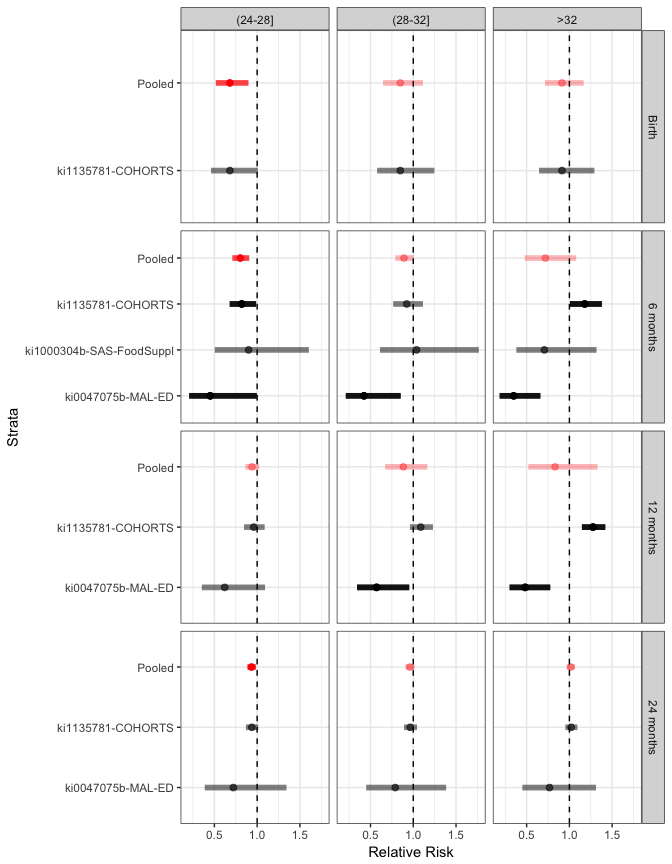 (24-28] (28-32] >32
Pooled
ki1135781-COHORTS
Birth
Pooled
ki1135781-COHORTS
ki1000304b-SAS-FoodSuppl
ki0047075b-MAL-ED
6 months
Strata
Pooled
ki1135781-COHORTS
ki0047075b-MAL-ED
12 months
Pooled
ki1135781-COHORTS
ki0047075b-MAL-ED
24 months
0.5 1.0 1.5 0.5 1.0 1.5 0.5 1.0 1.5
Relative Risk